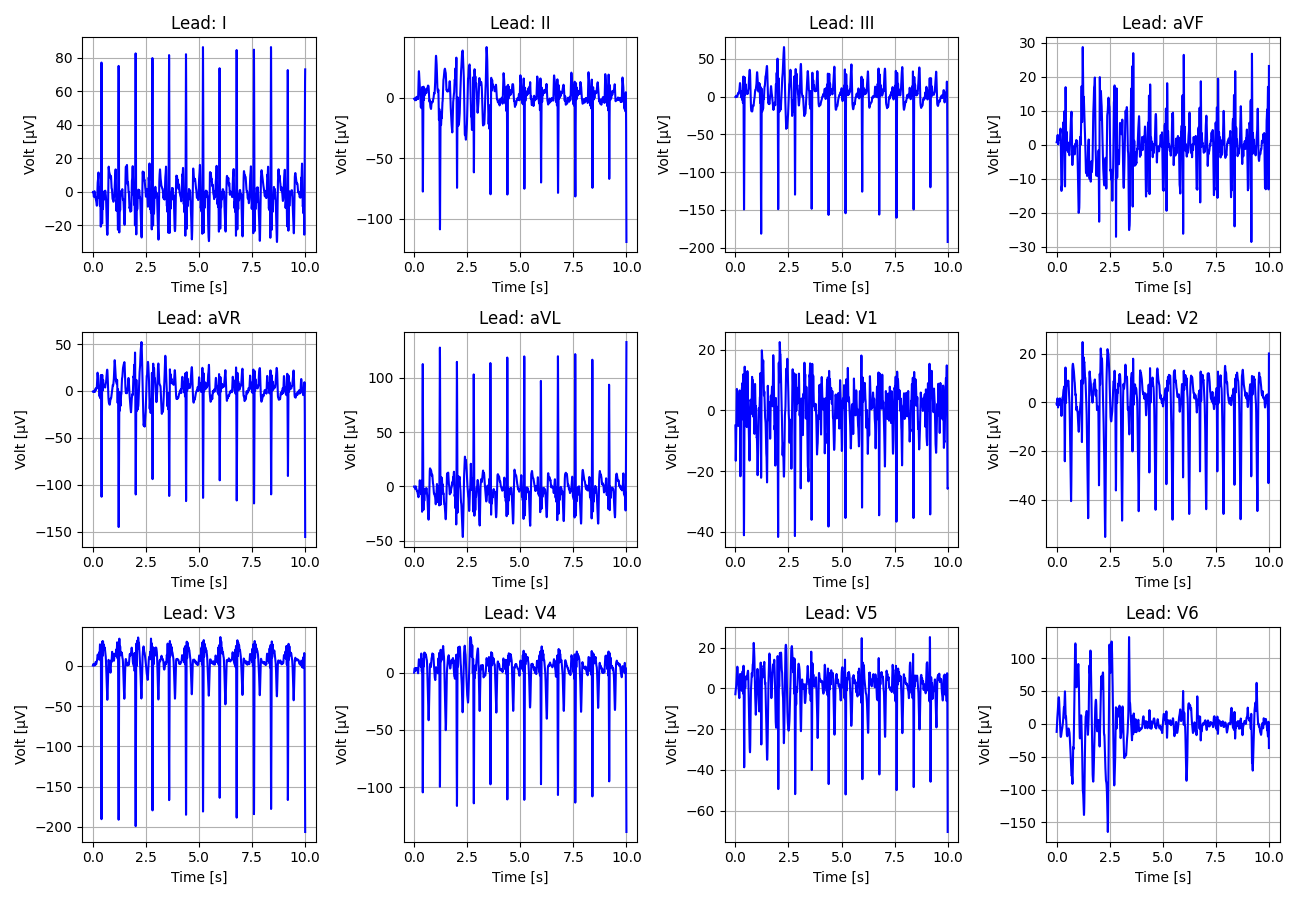 Lead: I
Lead: II
Lead: III
Lead: aVF
Volt [µV]
80
60
40
20
0
−20
0.0 2.5 5.0 7.5 10.0
Time [s]
Volt [µV]
0
−50
−100
0.0 2.5 5.0 7.5 10.0
Time [s]
Volt [µV]
50
0
−50
−100
−150
−200
0.0 2.5 5.0 7.5 10.0
Time [s]
Volt [µV]
30
20
10
0
−10
−20
−30
0.0 2.5 5.0 7.5 10.0
Time [s]
Lead: aVR
Lead: aVL
Lead: V1
Lead: V2
Volt [µV]
50
0
−50
−100
−150
0.0 2.5 5.0 7.5 10.0
Time [s]
Volt [µV]
100
50
0
−50
0.0 2.5 5.0 7.5 10.0
Time [s]
Volt [µV]
20
0
−20
−40
0.0 2.5 5.0 7.5 10.0
Time [s]
Volt [µV]
20
0
−20
−40
0.0 2.5 5.0 7.5 10.0
Time [s]
Lead: V3
Lead: V4
Lead: V5
Lead: V6
Volt [µV]
0
−50
−100
−150
−200
0.0 2.5 5.0 7.5 10.0
Time [s]
Volt [µV]
0
−50
−100
0.0 2.5 5.0 7.5 10.0
Time [s]
Volt [µV]
20
0
−20
−40
−60
0.0 2.5 5.0 7.5 10.0
Time [s]
Volt [µV]
100
50
0
−50
−100
−150
0.0 2.5 5.0 7.5 10.0
Time [s]